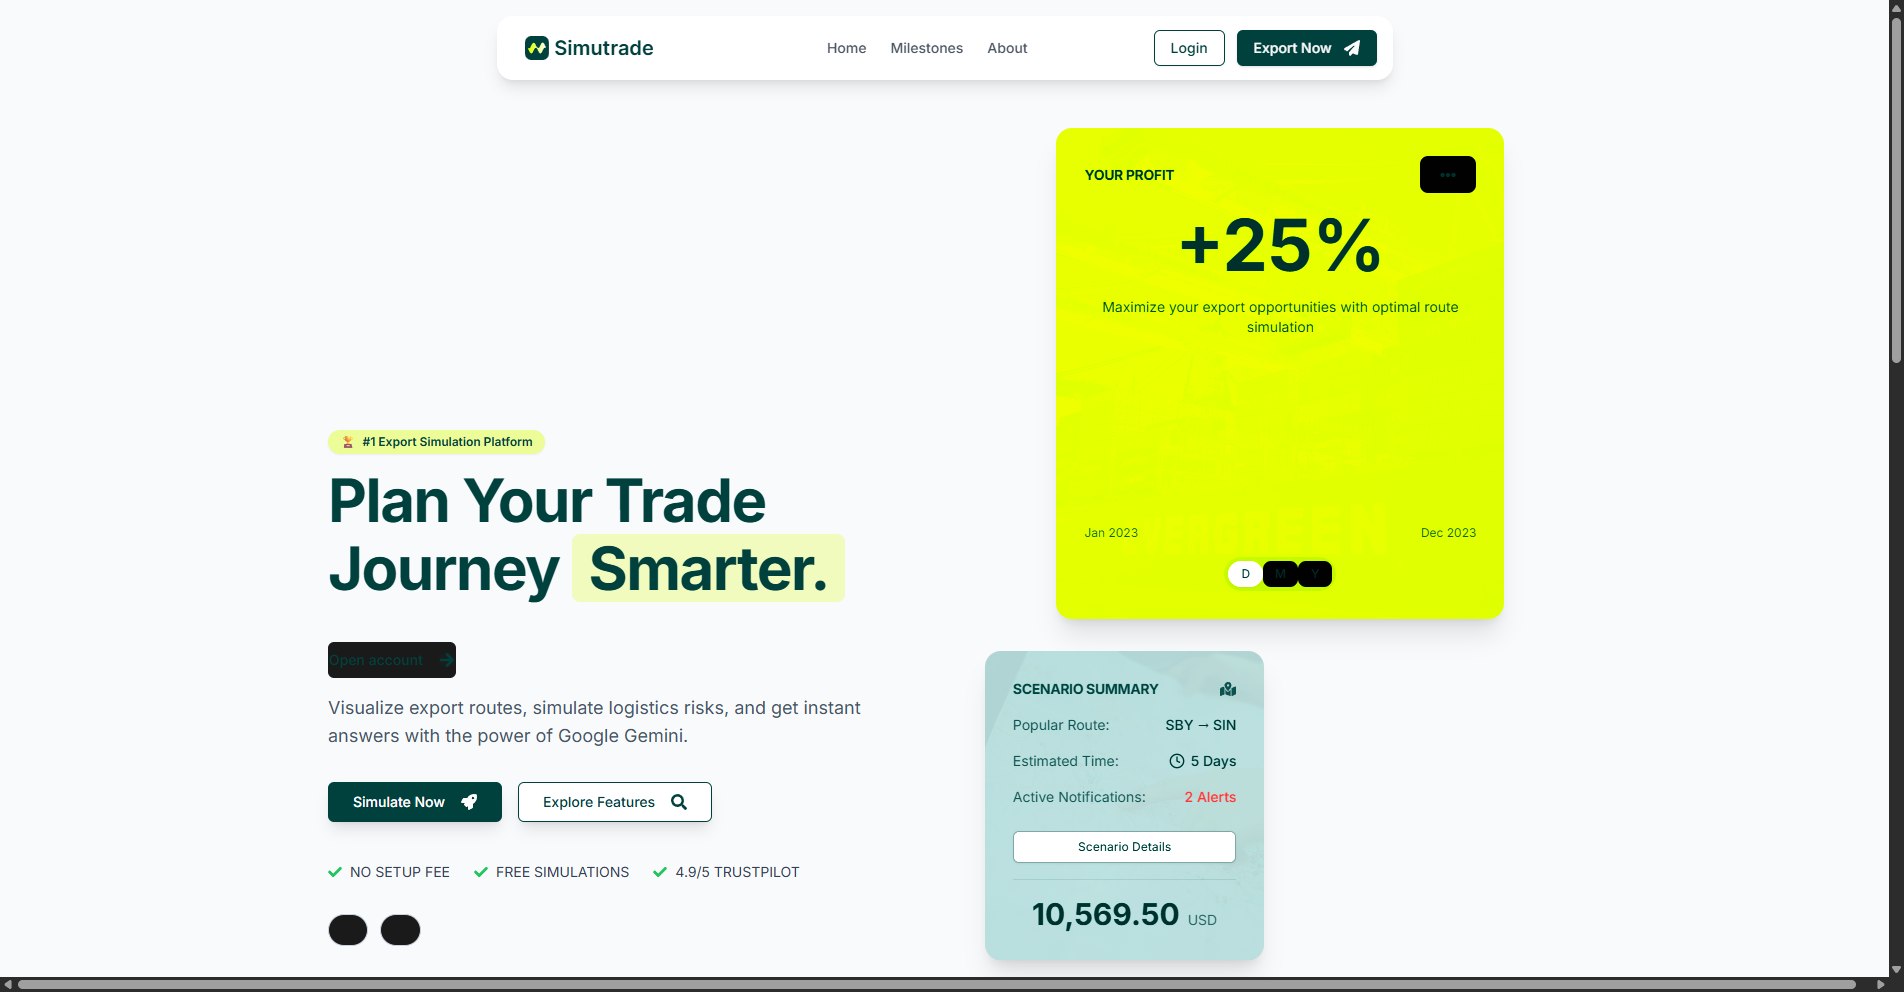 Simutrade
Home
Milestones
About
Login
Export Now
YOUR PROFIT
+25%
Maximize your export opportunities with optimal route
simulation
EVERGREEN
Jan 2023
Dec 2023
D
M
Y
#1 Export Simulation Platform
Plan Your Trade
Journey Smarter.
Open account
Visualize export routes, simulate logistics risks, and get instant
answers with the power of Google Gemini.
Simulate Now
Explore Features
NO SETUP FEE
FREE SIMULATIONS
4.9/5 TRUSTPILOT
SCENARIO SUMMARY
Popular Route:
SBY → SIN
Estimated Time:
5 Days
Active Notifications:
2 Alerts
Scenario Details
10,569.50 USD